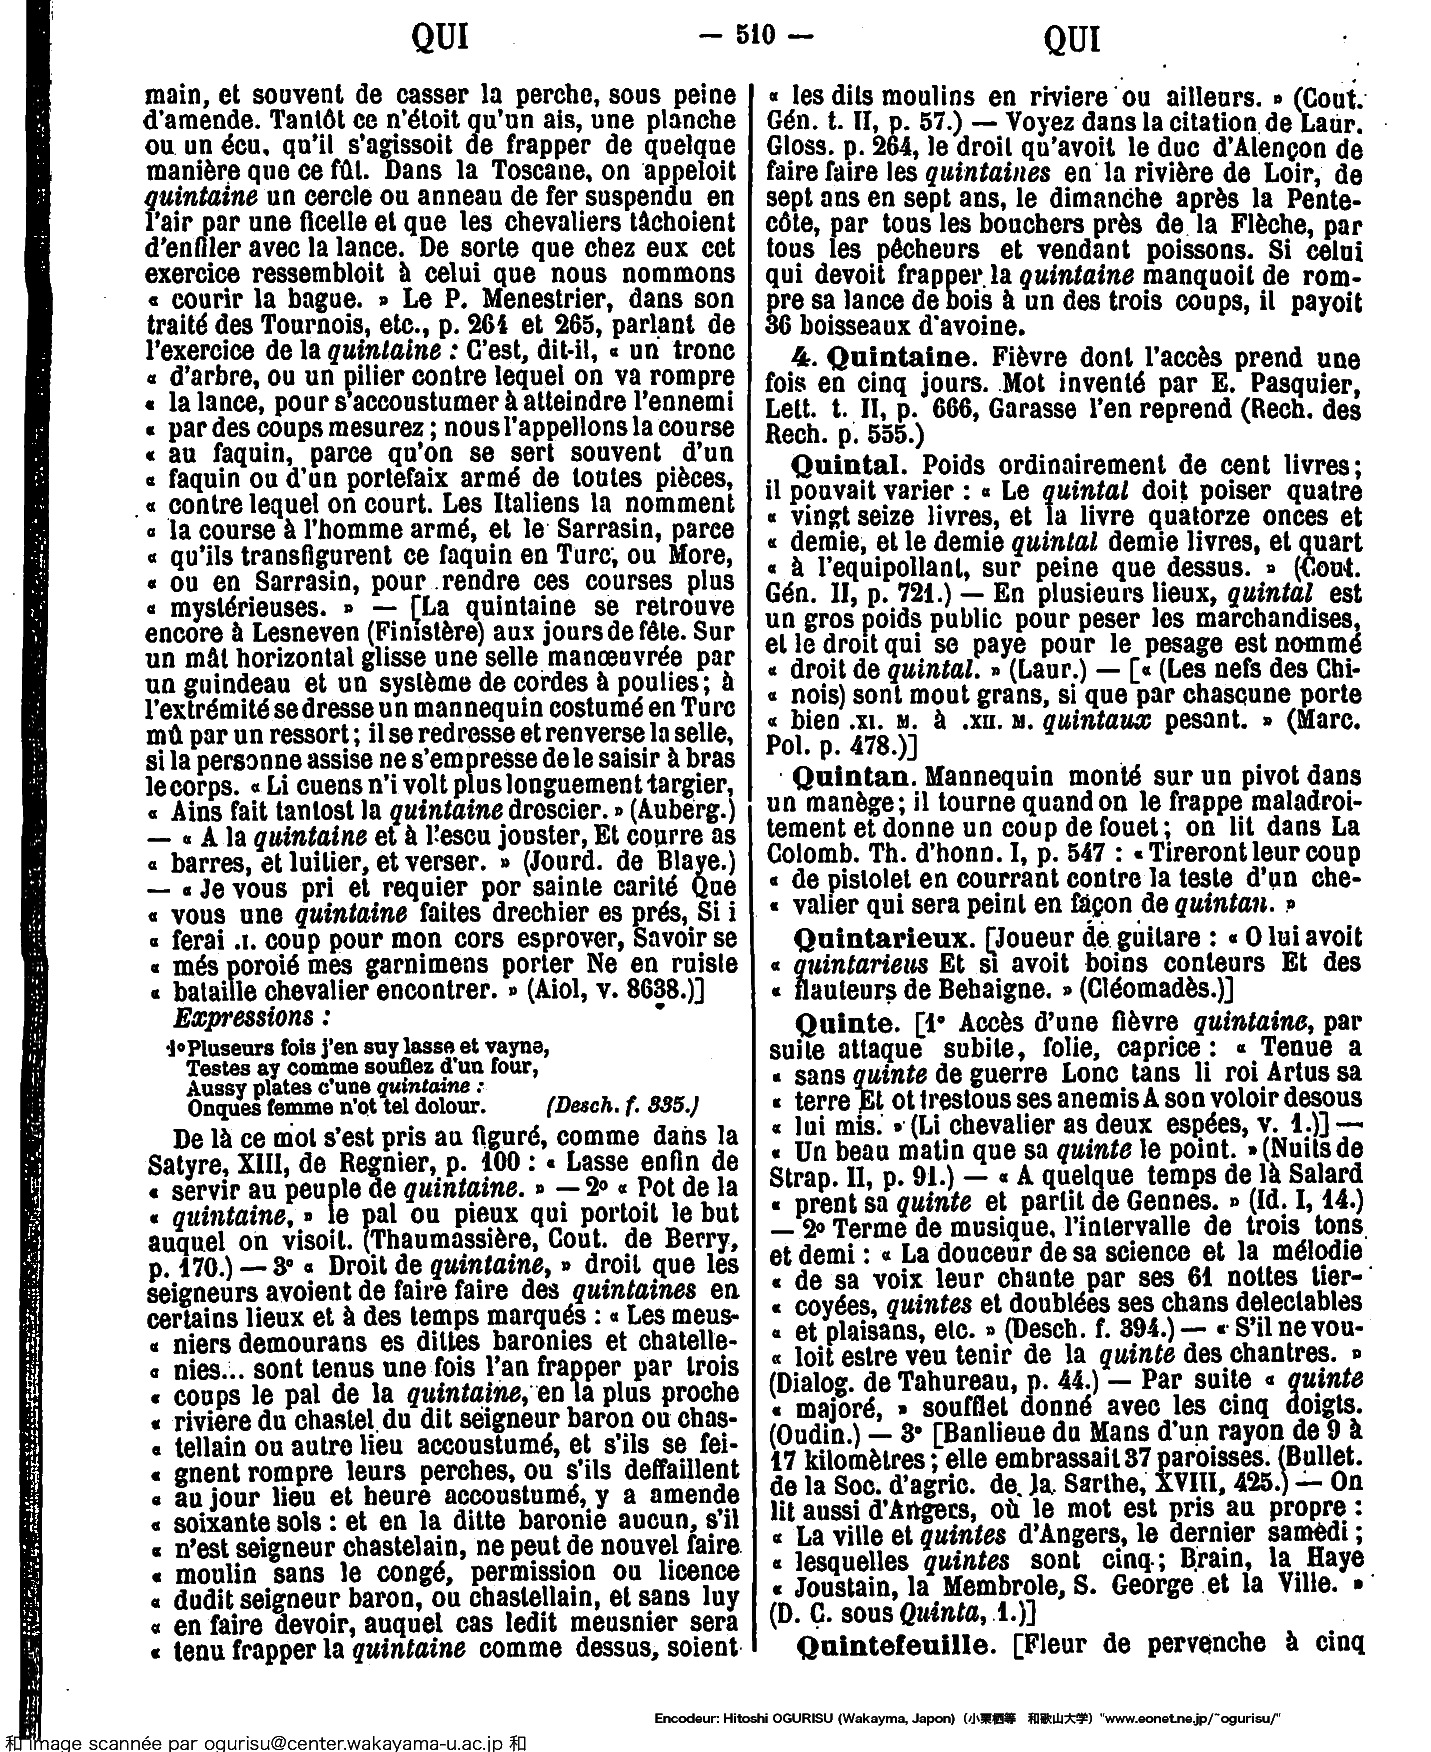 QUI — 510 — QUI
main, et souvent de casser la perche, sous peine
d'amende. Tantôt ce n'étoit qu'un ais, une planche
ou un écu, qu'il s'agissoit de frapper de quelque
manière que ce fût. Dans la Toscane, on appeloit
quintaine un cercle ou anneau de fer suspendu en
l'air par une ficelle et que les chevaliers tâchoient
d'enfiler avec la lance. De sorte que chez eux cet
exercice ressembloit à celui que nous nommons
« courir la bague. » Le P. Menestrier, dans son
traité des Tournois, etc., p. 264 et 265, parlant de
l'exercice de la quintaine : C'est, dit-il, « un tronc
« d'arbre, ou un pilier contre lequel on va rompre
« la lance, pour s'accoustumer à atteindre l'ennemi
« par des coups mesurez ; nous l'appellons la course
« au faquin, parce qu'on se sert souvent d'un
« faquin ou d'un portefaix armé de toutes pièces,
« contre lequel on court. Les Italiens la nomment
« la course à l'homme armé, et le Sarrasin, parce
« qu'ils transfigurent ce faquin en Turc, ou More,
« ou en Sarrasin, pour rendre ces courses plus
« mystérieuses. » — [La quintaine se retrouve
encore à Lesneven (Finistère) aux jours de fête. Sur
un mât horizontal glisse une selle manœuvrée par
un guindeau et un système de cordes à poulies ; à
l'extrémité se dresse un mannequin costumé en Turc
mû par un ressort ; il se redresse et renverse la selle,
si la personne assise ne s'empresse de le saisir à bras
le corps. « Li cuens n'i volt plus longuement targier,
« Ains fait tantost la quintaine drescier. » (Auberg.)
— « A la quintaine et à l'escu jouster, Et courre as
« barres, et luitier, et verser. » (Jourd. de Blaye.)
— « Je vous pri et requier por sainte carité Que
« vous une quintaine faites drechier es prés, Si i
« ferai .I. coup pour mon cors esprover, Savoir se
« més poroié mes garnimens porter Ne en ruiste
« bataille chevalier encontrer. » (Aiol, v. 8638.)]
Expressions :
1º Pluseurs fois j'en suy lasse et vayne,
Testes ay comme souflez d'un four,
Aussy plates c'une quintaine :
Onques femme n'ot tel dolour. (Desch. f. 335.)
De là ce mot s'est pris au figuré, comme dans la
Satyre, XIII, de Regnier, p. 100 : « Lasse enfin de
« servir au peuple de quintaine. » — 2º « Pot de la
« quintaine, » le pal ou pieux qui portoit le but
auquel on visoit. (Thaumassière, Cout. de Berry,
p. 170.) — 3º « Droit de quintaine, » droit que les
seigneurs avoient de faire faire des quintaines en
certains lieux et à des temps marqués : « Les meus-
« niers demourans es dittes baronies et chatelle-
« nies... sont tenus une fois l'an frapper par trois
« coups le pal de la quintaine, en la plus proche
« riviere du chastel du dit seigneur baron ou chas-
« tellain ou autre lieu accoustumé, et s'ils se fei-
« gnent rompre leurs perches, ou s'ils deffaillent
« au jour lieu et heure accoustumé, y a amende
« soixante sols : et en la ditte baronie aucun, s'il
« n'est seigneur chastelain, ne peut de nouvel faire
« moulin sans le congé, permission ou licence
« dudit seigneur baron, ou chastellain, et sans luy
« en faire devoir, auquel cas ledit meusnier sera
« tenu frapper la quintaine comme dessus, soient
« les dits moulins en riviere ou ailleurs. » (Cout.
Gén. t. II, p. 57.) — Voyez dans la citation de Laur.
Gloss. p. 264, le droit qu'avoit le duc d'Alençon de
faire faire les quintaines en la rivière de Loir, de
sept ans en sept ans, le dimanche après la Pente-
côte, par tous les bouchers près de la Flèche, par
tous les pêcheurs et vendant poissons. Si celui
qui devoit frapper la quintaine manquoit de rom-
pre sa lance de bois à un des trois coups, il payoit
36 boisseaux d'avoine.
4. Quintaine. Fièvre dont l'accès prend une
fois en cinq jours. Mot inventé par E. Pasquier,
Lett. t. II, p. 666, Garasse l'en reprend (Rech. des
Rech. p. 555.)
Quintal. Poids ordinairement de cent livres ;
il pouvait varier : « Le quintal doit poiser quatre
« vingt seize livres, et la livre quatorze onces et
« demie, et le demie quintal demie livres, et quart
« à l'equipollant, sur peine que dessus. » (Cout.
Gén. II, p. 721.) — En plusieurs lieux, quintal est
un gros poids public pour peser les marchandises,
et le droit qui se paye pour le pesage est nommé
« droit de quintal. » (Laur.) — [« (Les nefs des Chi-
« nois) sont mout grans, si que par chascune porte
« bien .XI. M. à .XII. M. quintaux pesant. » (Marc.
Pol. p. 478.)]
Quintan. Mannequin monté sur un pivot dans
un manège ; il tourne quand on le frappe maladroi-
tement et donne un coup de fouet ; on lit dans La
Colomb. Th. d'honn. I, p. 547 : « Tireront leur coup
« de pistolet en courrant contre la teste d'un che-
« valier qui sera peint en façon de quintan. »
Quintarieux. [Joueur de guitare : « O lui avoit
« quintarieus Et si avoit boins conteurs Et des
« flauteurs de Behaigne. » (Cléomadès.)]
Quinte. [1º Accès d'une fièvre quintaine, par
suite attaque subite, folie, caprice : « Tenue a
« sans quinte de guerre Lonc tans li roi Artus sa
« terre Et ot trestous ses anemis A son voloir desous
« lui mis. » (Li chevalier as deux espées, v. 1.)] —
« Un beau matin que sa quinte le point. » (Nuits de
Strap. II, p. 91.) — « A quelque temps de là Salard
« prent sa quinte et partit de Gennes. » (Id. I, 14.)
— 2º Terme de musique, l'intervalle de trois tons
et demi : « La douceur de sa science et la mélodie
« de sa voix leur chante par ses 61 nottes tier-
« coyées, quintes et doublées ses chans delectables
« et plaisans, etc. » (Desch. f. 394.) — « S'il ne vou-
« loit estre veu tenir de la quinte des chantres. »
(Dialog. de Tahureau, p. 44.) — Par suite « quinte
« majoré, » soufflet donné avec les cinq doigts.
(Oudin.) — 3º [Banlieue du Mans d'un rayon de 9 à
17 kilomètres ; elle embrassait 37 paroisses. (Bullet.
de la Soc. d'agric. de la Sarthe, XVIII, 425.) — On
lit aussi d'Angers, où le mot est pris au propre :
« La ville et quintes d'Angers, le dernier samedi ;
« lesquelles quintes sont cinq ; Brain, la Haye
« Joustain, la Membrole, S. George et la Ville. »
(D. C. sous Quinta, 1.)]
Quintefeuille. [Fleur de pervenche à cinq
Encodeur: Hitoshi OGURISU (Wakayma, Japon) (小栗栖等 和歌山大学) "www.eonet.ne.jp/~ogurisu/"
和 image scannée par ogurisu@center.wakayama-u.ac.jp 和